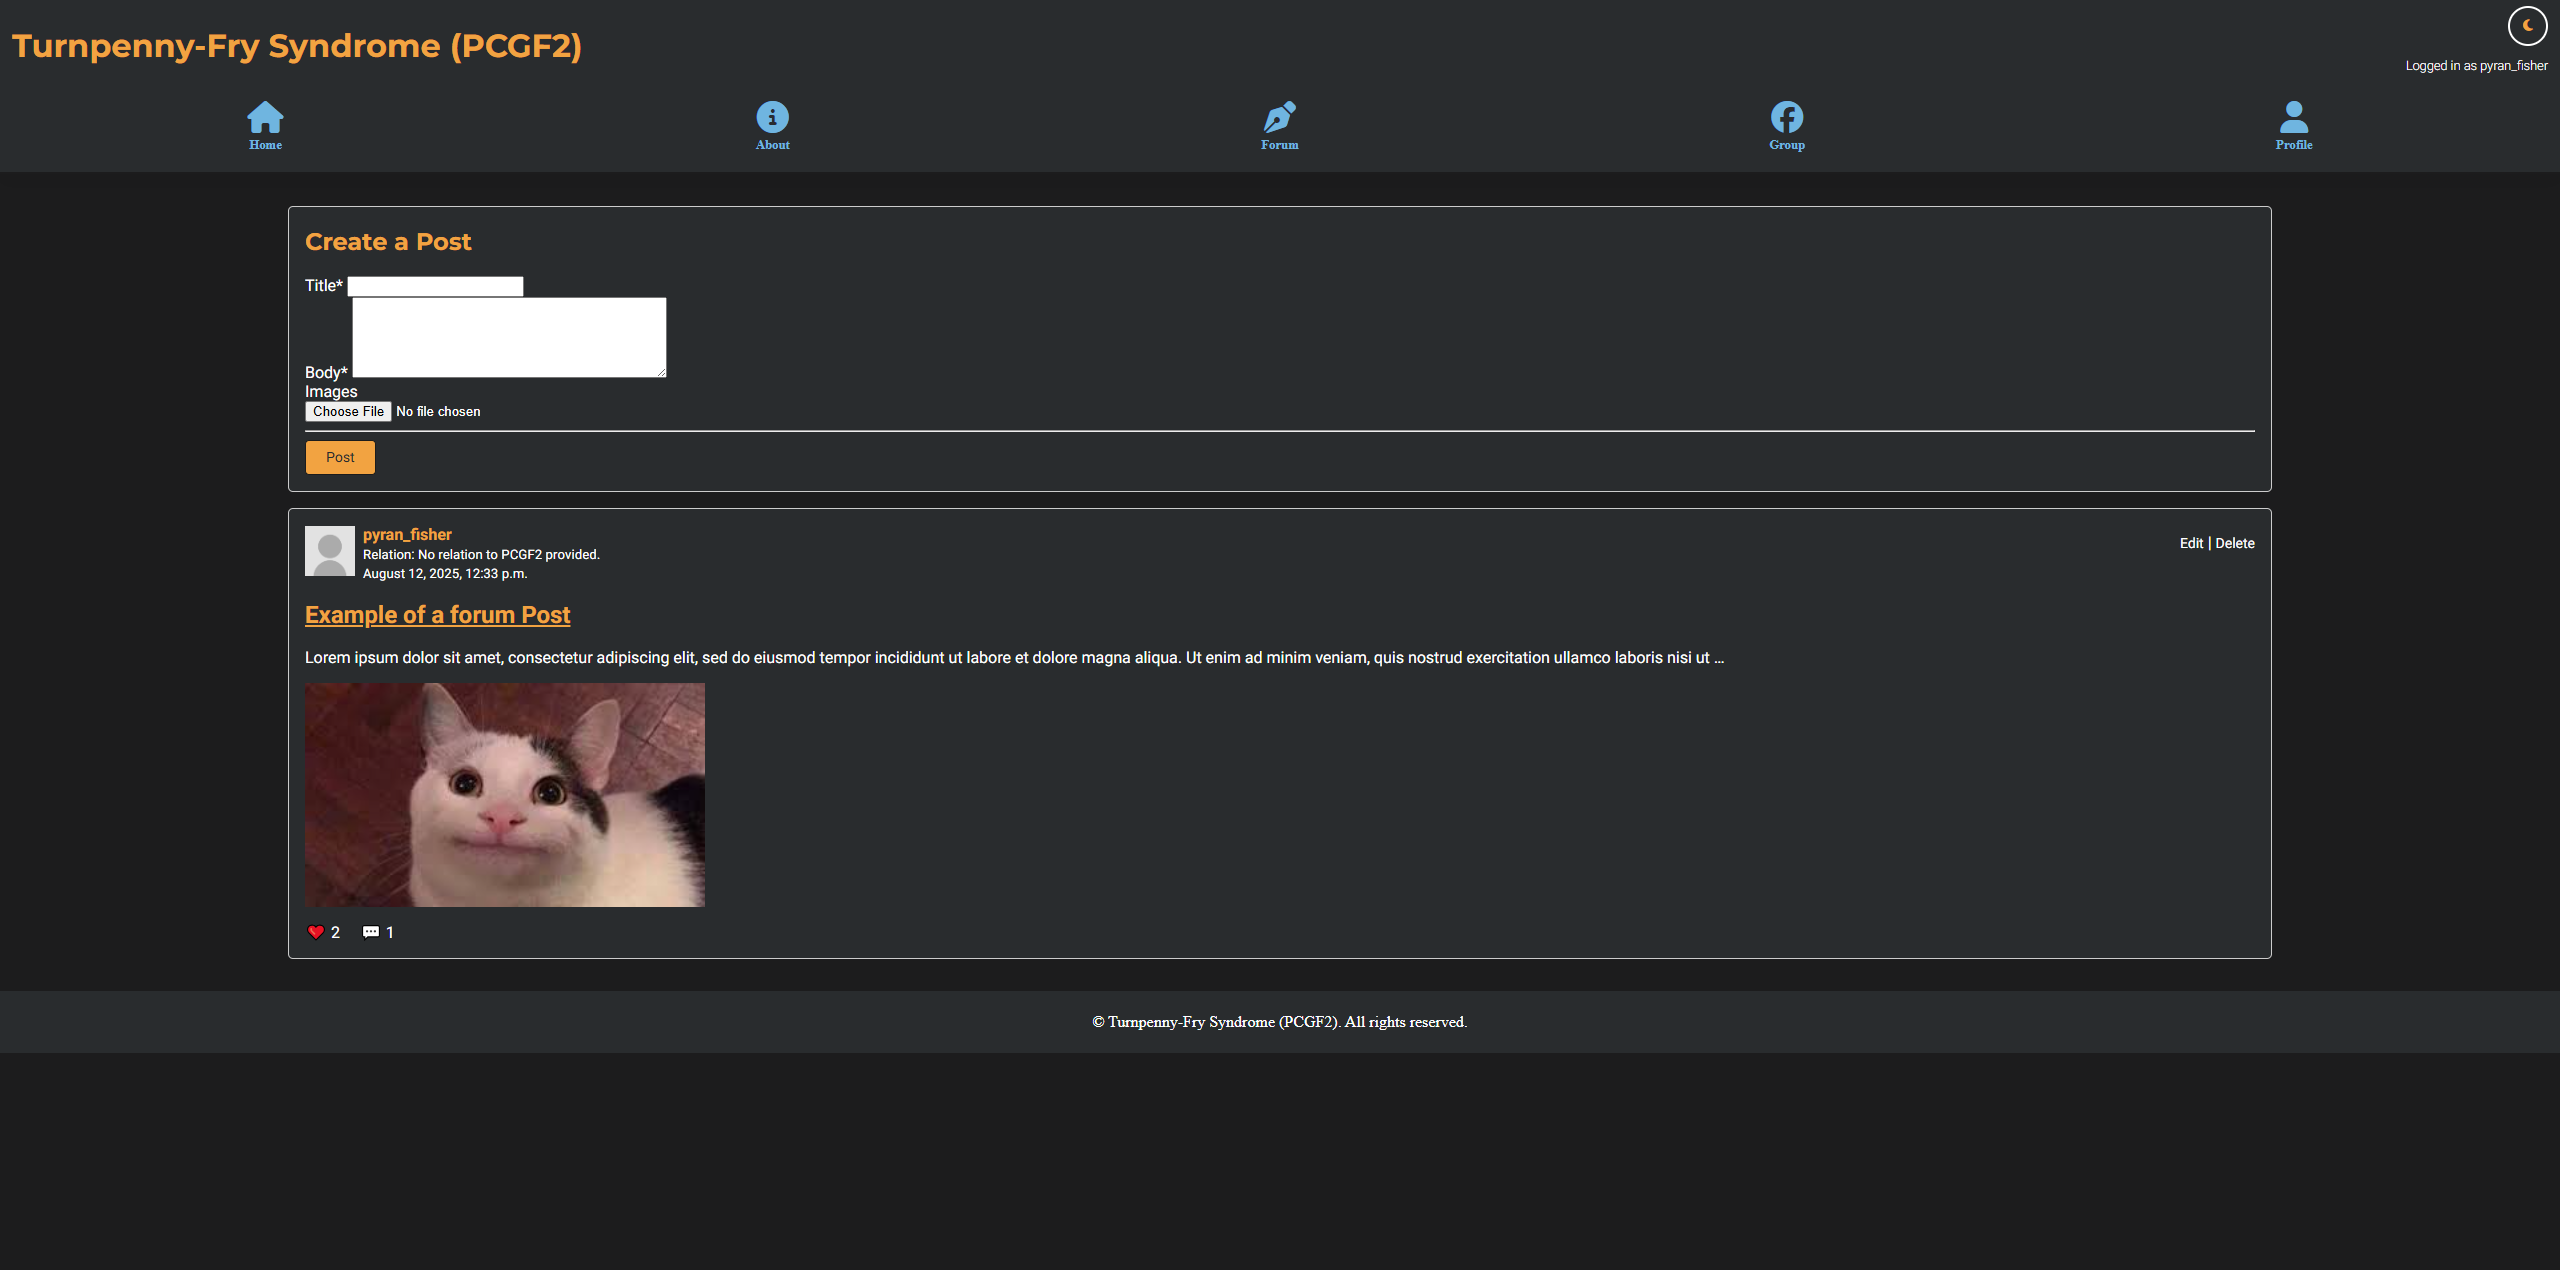 Turnpenny-Fry Syndrome (PCGF2)
Logged in as pyran_fisher
Home About Forum Group Profile
Create a Post
Title*
Body*
Images
Choose File No file chosen
Post
pyran_fisher
Relation: No relation to PCGF2 provided.
August 12, 2025, 12:33 p.m.
Edit | Delete
Example of a forum Post
Lorem ipsum dolor sit amet, consectetur adipiscing elit, sed do eiusmod tempor incididunt ut labore et dolore magna aliqua. Ut enim ad minim veniam, quis nostrud exercitation ullamco laboris nisi ut …
2 1
© Turnpenny-Fry Syndrome (PCGF2). All rights reserved.